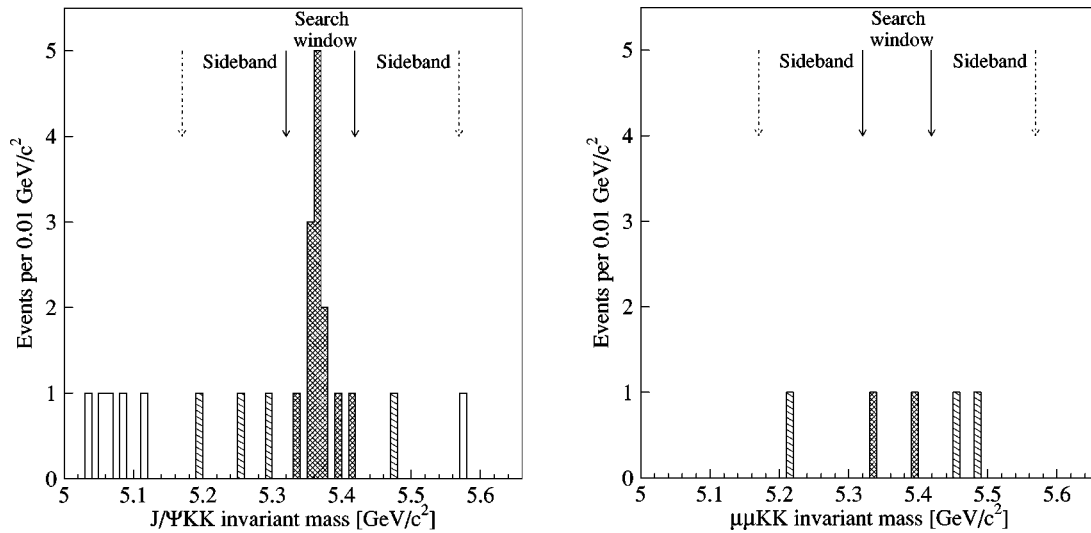 Search
window
Sideband
Sideband
Events per 0.01 GeV/c²
5
4
3
2
1
0
5
5.1
5.2
5.3
5.4
5.5
5.6
J/ΨKK invariant mass [GeV/c²]
Search
window
Sideband
Sideband
Events per 0.01 GeV/c²
5
4
3
2
1
0
5
5.1
5.2
5.3
5.4
5.5
5.6
μμKK invariant mass [GeV/c²]